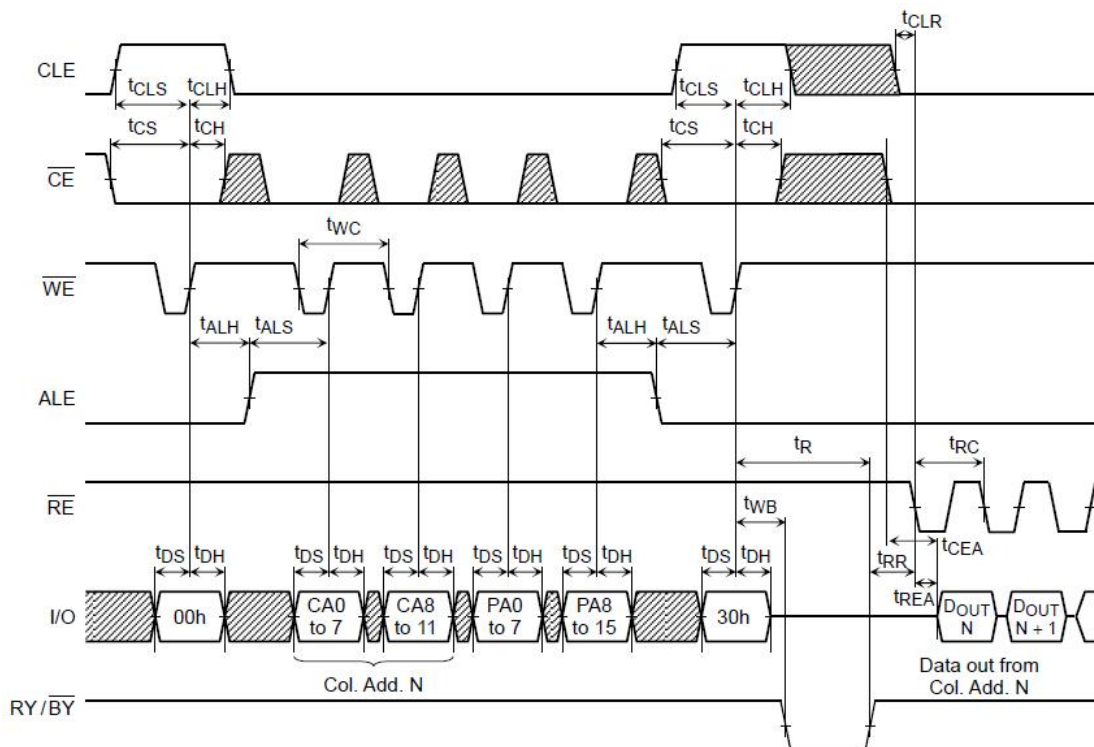 tCLR
CLE
tCLS tCLH tCLS tCLH
tCS tCH tCS tCH
CE
tWC
WE
tALH tALS tALH tALS
ALE
tR tRC
RE
tWB
tDS tDH tDS tDH tDS tDH tDS tDH tDS tDH tDS tDH tCEA
tRR
tREA
I/O 00h CA0 to 7 CA8 to 11 PA0 to 7 PA8 to 15 30h DOUT N DOUT N + 1
Col. Add. N
Data out from
Col. Add. N
RY / BY